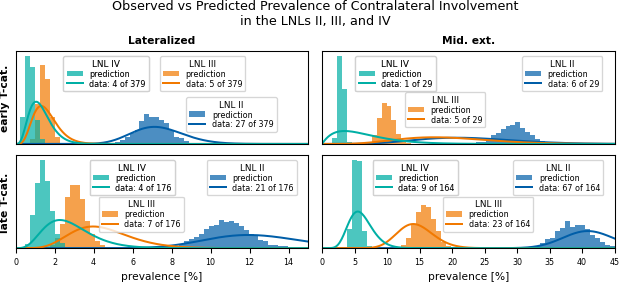 Observed vs Predicted Prevalence of Contralateral Involvement
in the LNLs II, III, and IV
Lateralized
Mid. ext.
early T-cat.
LNL IV
prediction
data: 4 of 379
LNL III
prediction
data: 5 of 379
LNL II
prediction
data: 27 of 379
LNL IV
prediction
data: 1 of 29
LNL III
prediction
data: 5 of 29
LNL II
prediction
data: 6 of 29
late T-cat.
LNL IV
prediction
data: 4 of 176
LNL III
prediction
data: 7 of 176
LNL II
prediction
data: 21 of 176
LNL IV
prediction
data: 9 of 164
LNL III
prediction
data: 23 of 164
LNL II
prediction
data: 67 of 164
0 2 4 6 8 10 12 14
0 5 10 15 20 25 30 35 40 45
prevalence [%]
prevalence [%]